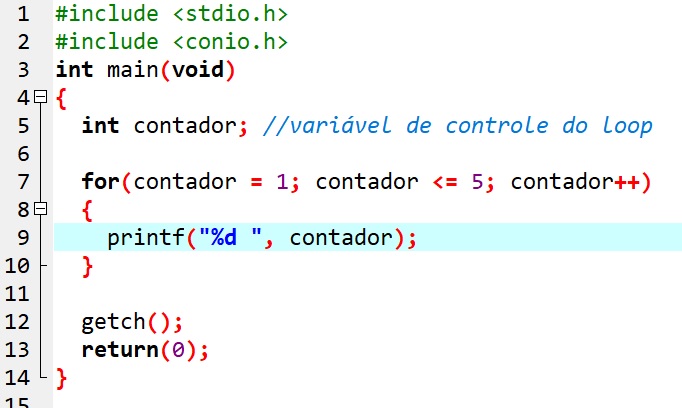 1 #include <stdio.h>
2 #include <conio.h>
3 int main(void)
4 {
5 int contador; //variável de controle do loop
6
7 for(contador = 1; contador <= 5; contador++)
8 {
9 printf("%d ", contador);
10 }
11
12 getch();
13 return(0);
14 }
15